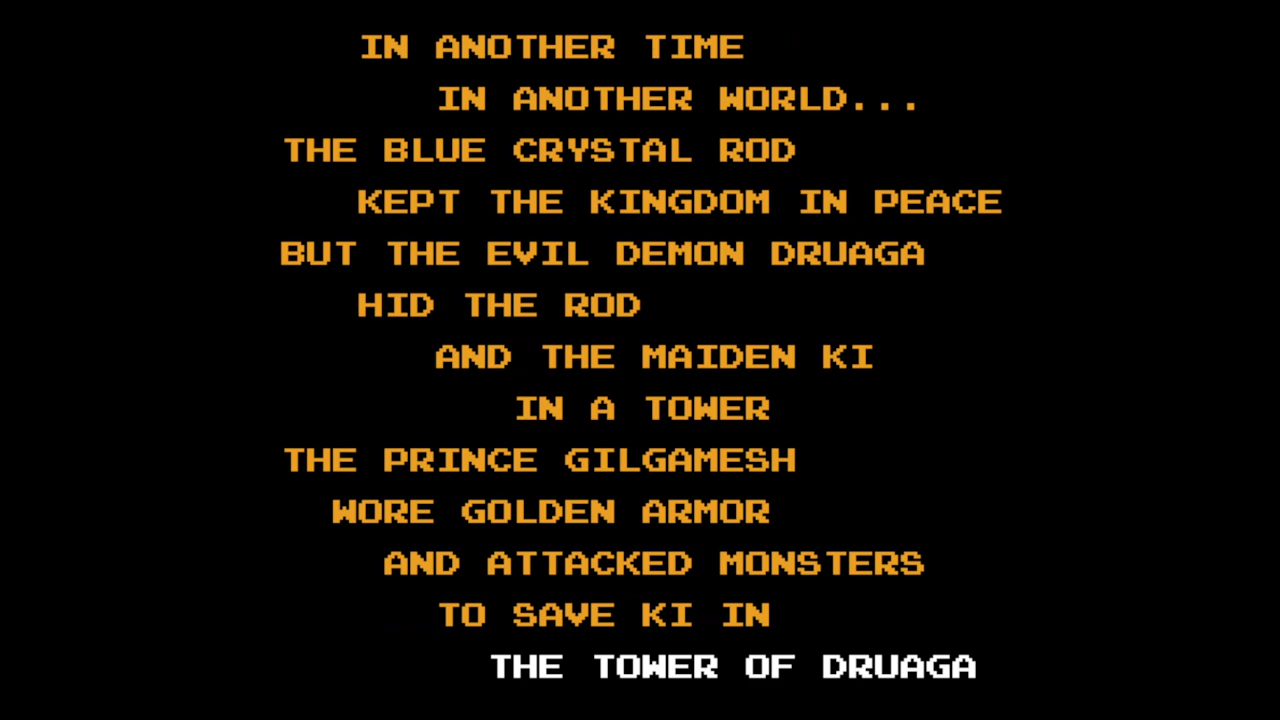 IN ANOTHER TIME
IN ANOTHER WORLD...
THE BLUE CRYSTAL ROD
KEPT THE KINGDOM IN PEACE
BUT THE EVIL DEMON DRUAGA
HID THE ROD
AND THE MAIDEN KI
IN A TOWER
THE PRINCE GILGAMESH
WORE GOLDEN ARMOR
AND ATTACKED MONSTERS
TO SAVE KI IN
THE TOWER OF DRUAGA